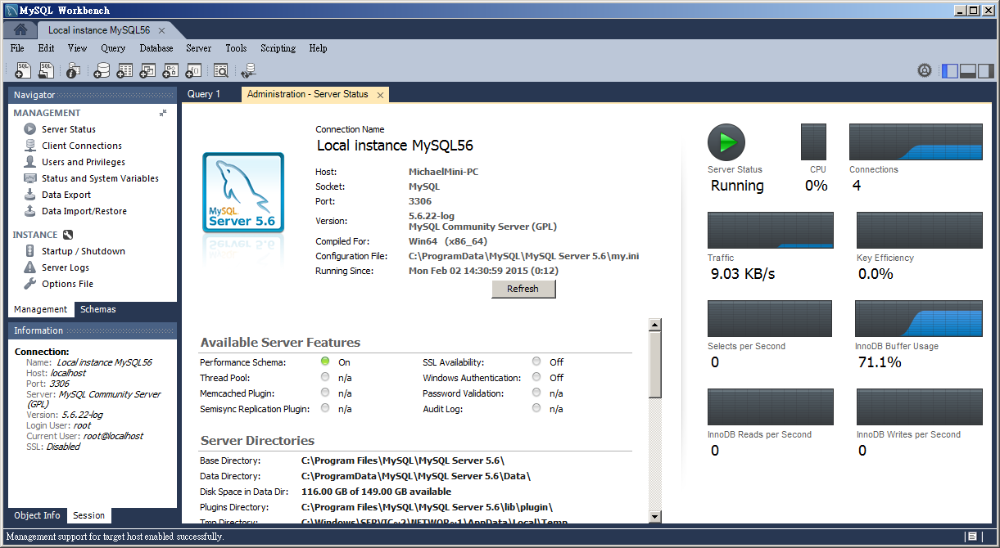 MySQL Workbench
Local instance MySQL56
File Edit View Query Database Server Tools Scripting Help
SQL SQL
Navigator
MANAGEMENT
Server Status
Client Connections
Users and Privileges
Status and System Variables
Data Export
Data Import/Restore
INSTANCE
Startup / Shutdown
Server Logs
Options File
Management Schemas
Information
Connection:
Name: Local instance MySQL56
Host: localhost
Port: 3306
Server: MySQL Community Server
(GPL)
Version: 5.6.22-log
Login User: root
Current User: root@localhost
SSL: Disabled
Object Info Session
Query 1 Administration - Server Status
MySQL
Server 5.6
Connection Name
Local instance MySQL56
Host: MichaelMini-PC
Socket: MySQL
Port: 3306
Version: 5.6.22-log
MySQL Community Server (GPL)
Compiled For: Win64 (x86_64)
Configuration File: C:\ProgramData\MySQL\MySQL Server 5.6\my.ini
Running Since: Mon Feb 02 14:30:59 2015 (0:12)
Refresh
Available Server Features
Performance Schema: On SSL Availability: Off
Thread Pool: n/a Windows Authentication: Off
Memcached Plugin: n/a Password Validation: n/a
Semisync Replication Plugin: n/a Audit Log: n/a
Server Directories
Base Directory: C:\Program Files\MySQL\MySQL Server 5.6\
Data Directory: C:\ProgramData\MySQL\MySQL Server 5.6\Data\
Disk Space in Data Dir: 116.00 GB of 149.00 GB available
Plugins Directory: C:\Program Files\MySQL\MySQL Server 5.6\lib\plugin\
Tmp Directory: C:\Windows\SERVIC~2\NETWOR~1\AppData\Local\Temp
Server Status CPU Connections
Running 0% 4
Traffic Key Efficiency
9.03 KB/s 0.0%
Selects per Second InnoDB Buffer Usage
0 71.1%
InnoDB Reads per Second InnoDB Writes per Second
0 0
Management support for target host enabled successfully.